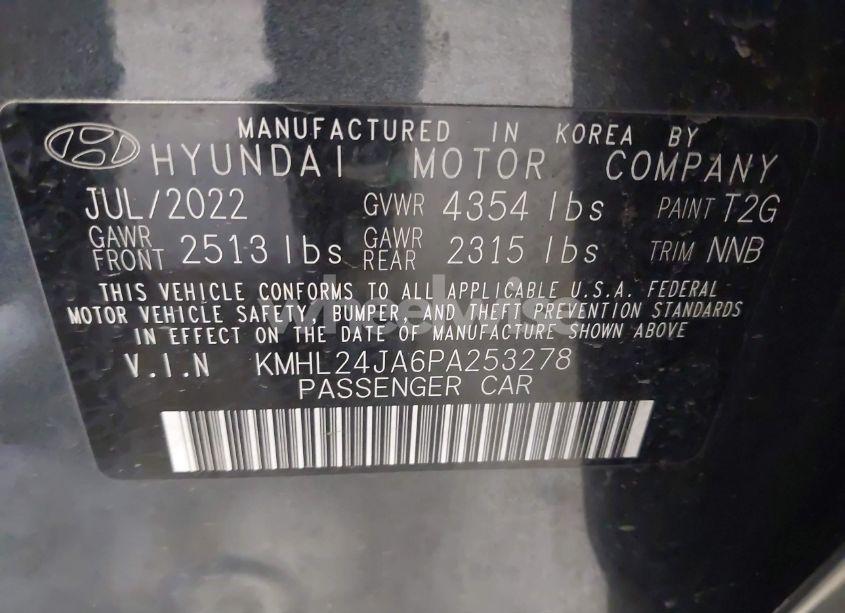 MANUFACTURED IN KOREA BY
HYUNDAI MOTOR COMPANY
JUL/2022 GVWR 4354 lbs PAINT T2G
GAWR FRONT 2513 lbs GAWR REAR 2315 lbs TRIM NNB
THIS VEHICLE CONFORMS TO ALL APPLICABLE U.S.A. FEDERAL
MOTOR VEHICLE SAFETY, BUMPER, AND THEFT PREVENTION STANDARDS
IN EFFECT ON THE DATE OF MANUFACTURE SHOWN ABOVE
V.I.N KMHL24JA6PA253278
PASSENGER CAR